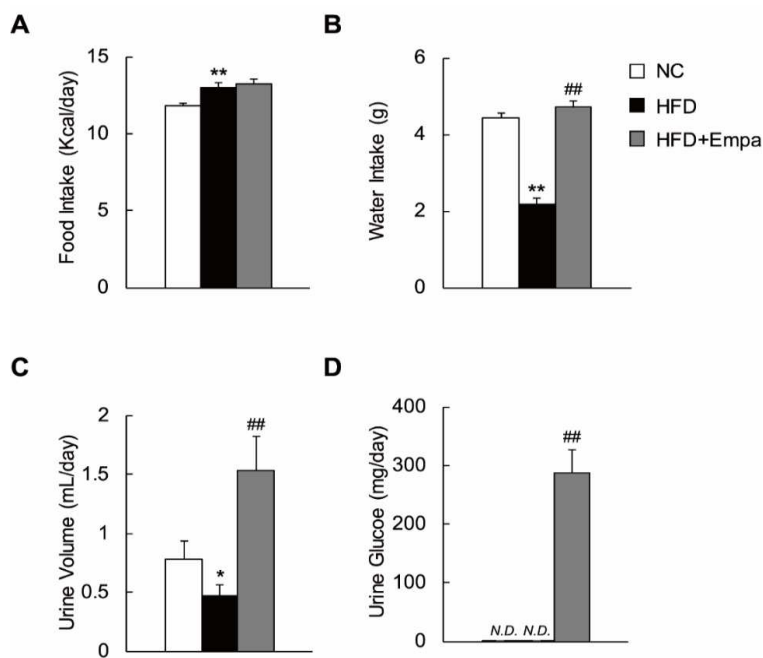 A
Food Intake (Kcal/day)
15
10
5
0
**
B
Water Intake (g)
6
4
2
0
**
##
NC
HFD
HFD+Empa
C
Urine Volume (mL/day)
2
1.5
1
0.5
0
*
##
D
Urine Glucoe (mg/day)
400
300
200
100
0
N.D. N.D.
##